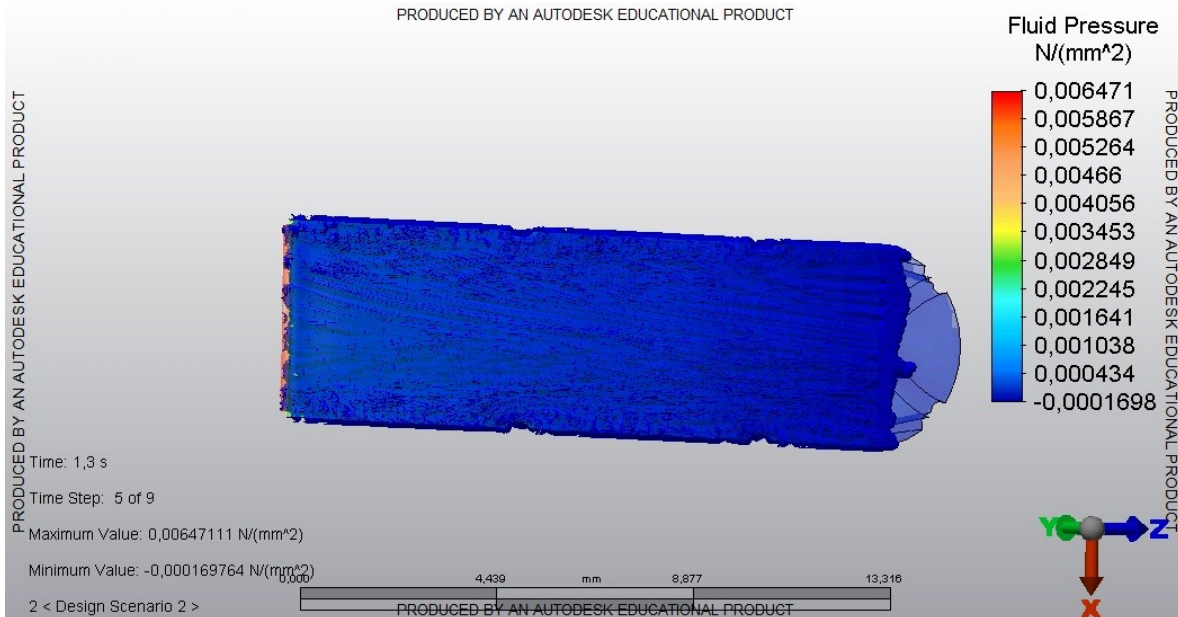 PRODUCED BY AN AUTODESK EDUCATIONAL PRODUCT
PRODUCED BY AN AUTODESK EDUCATIONAL PRODUCT
PRODUCED BY AN AUTODESK EDUCATIONAL PRODUCT
Fluid Pressure
N/(mm^2)
0,006471
0,005867
0,005264
0,00466
0,004056
0,003453
0,002849
0,002245
0,001641
0,001038
0,000434
-0,0001698
Time: 1,3 s
Time Step: 5 of 9
Maximum Value: 0,00647111 N/(mm^2)
Minimum Value: -0,000169764 N/(mm^2)
2 < Design Scenario 2 >
0,000 4,439 mm 8,877 13,316
PRODUCED BY AN AUTODESK EDUCATIONAL PRODUCT
Y Z
X